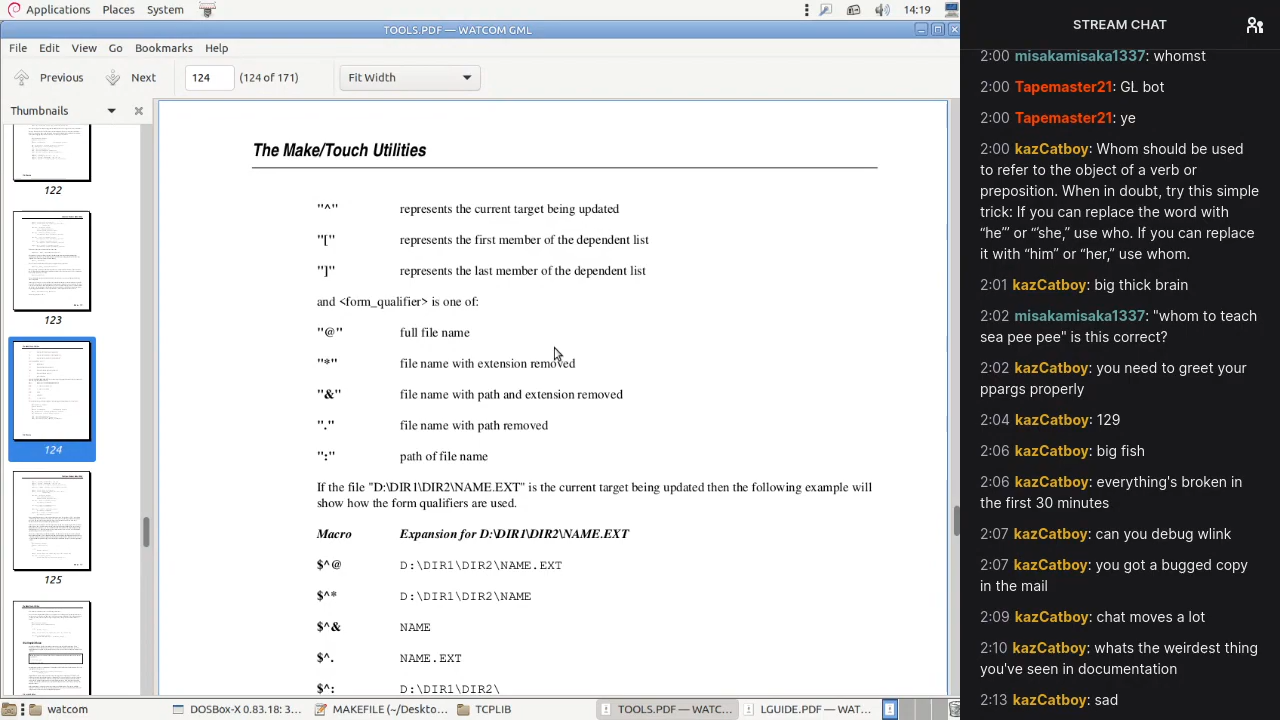 Applications Places System
14:19
TOOLS.PDF — WATCOM GML
File Edit View Go Bookmarks Help
Previous Next 124 (124 of 171) Fit Width
Thumbnails
122
123
124
125
The Make/Touch Utilities
"^" represents the current target being updated
"[" represents the first member of the dependent list
"]" represents the last member of the dependent list
and <form_qualifier> is one of:
"@" full file name
"*" file name with extension removed
"&" file name with path and extension removed
"." file name with path removed
":" path of file name
If the file "D:\DIR1\DIR2\NAME.EXT" is the current target being updated then the following example will
show how the form qualifiers are used.
Macro Expansion for D:\DIR1\DIR2\NAME.EXT
$^@ D:\DIR1\DIR2\NAME.EXT
$^* D:\DIR1\DIR2\NAME
$^& NAME
$^. NAME.EXT
$^: D:\DIR1\DIR2\
watcom
DOSBox-X 0.83.18:3...
TCPLIB
TOOLS.PDF — WATC...
LGUIDE.PDF — WAT...
STREAM CHAT
2:00 misakamisaka1337: whomst
2:00 Tapemaster21: GL bot
2:00 Tapemaster21: ye
2:00 kazCatboy: Whom should be used
to refer to the object of a verb or
preposition. When in doubt, try this simple
trick: If you can replace the word with
“he’” or “’she,” use who. If you can replace
it with “him” or “her,” use whom.
2:01 kazCatboy: big thick brain
2:02 misakamisaka1337: "whom to teach
sea pee pee" is this correct?
2:02 kazCatboy: you need to greet your
ppargs properly
2:04 kazCatboy: 129
2:06 kazCatboy: big fish
2:06 kazCatboy: everything's broken in
the first 30 minutes
2:07 kazCatboy: can you debug wlink
2:07 kazCatboy: you got a bugged copy
in the mail
2:09 kazCatboy: chat moves a lot
2:10 kazCatboy: whats the weirdest thing
you've seen in documentation
2:13 kazCatboy: sad